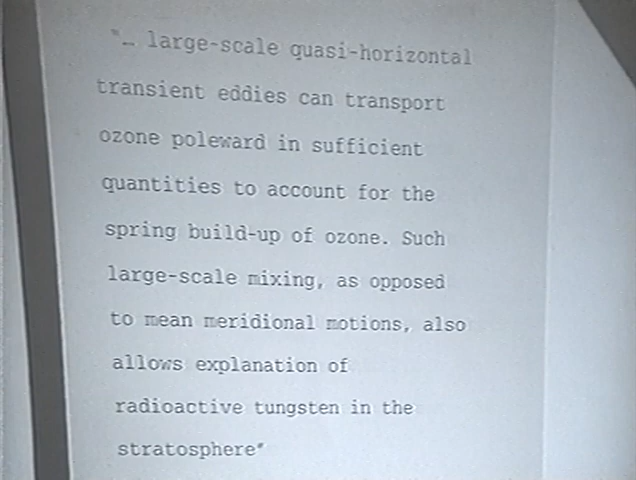 "… large-scale quasi-horizontal
transient eddies can transport
ozone poleward in sufficient
quantities to account for the
spring build-up of ozone. Such
large-scale mixing, as opposed
to mean meridional motions, also
allows explanation of
radioactive tungsten in the
stratosphere"